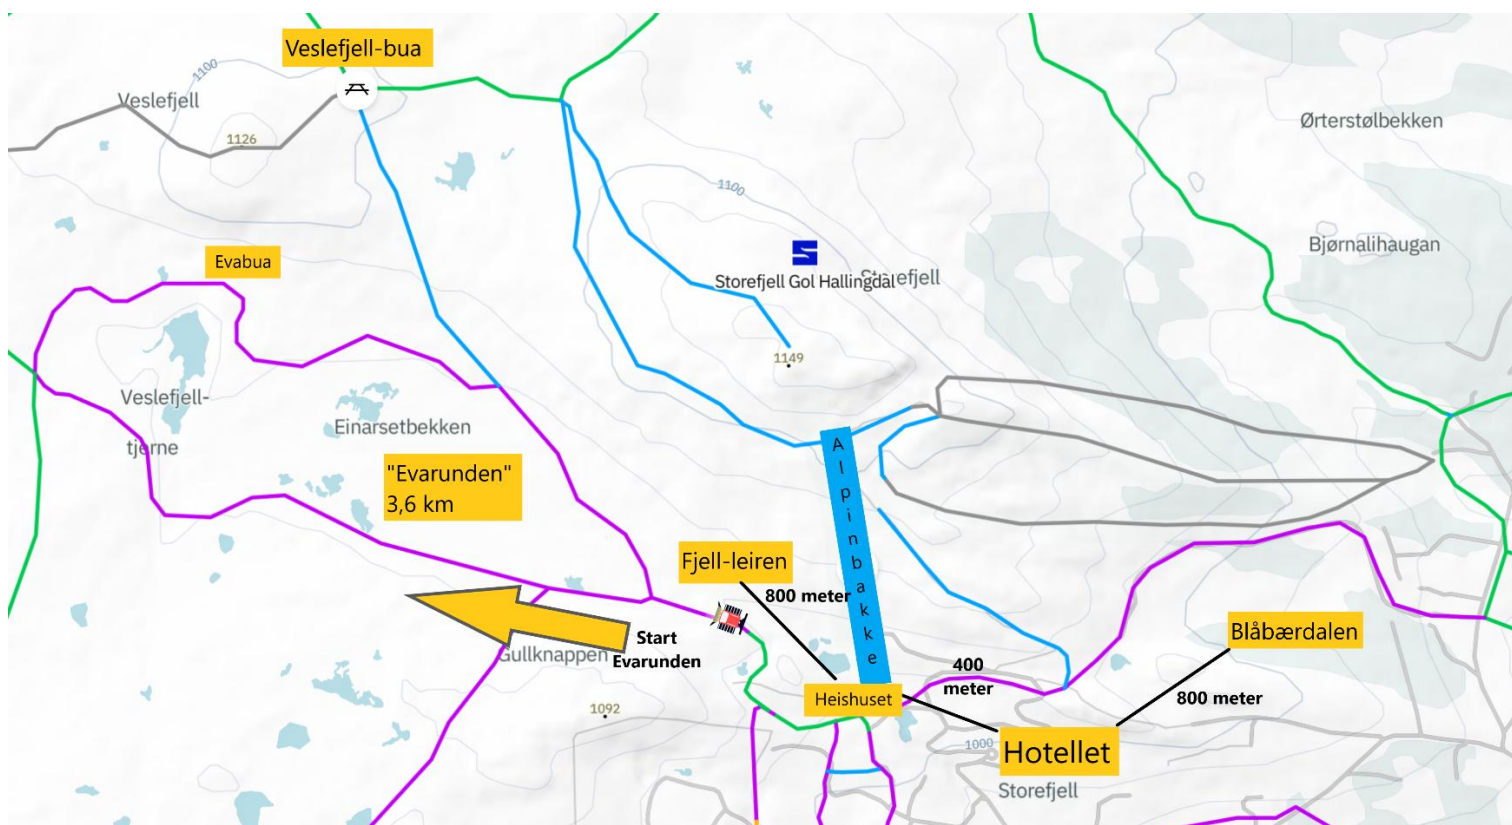 Veslefjell-bua
1100
Veslefjell
1126
Ørterstølbekken
1100
Bjørnalihaugan
Evabua
Storefjell Gol Hallingdal
Storefjell
1149
Veslefjell-
tjerne
Einarsetbekken
"Evarunden"
3,6 km
Alpinbakke
Fjell-leiren
800 meter
Start
Evarunden
Gullknappen
Blåbærdalen
400
meter
800 meter
Heishuset
1092
1000
Hotellet
Storefjell